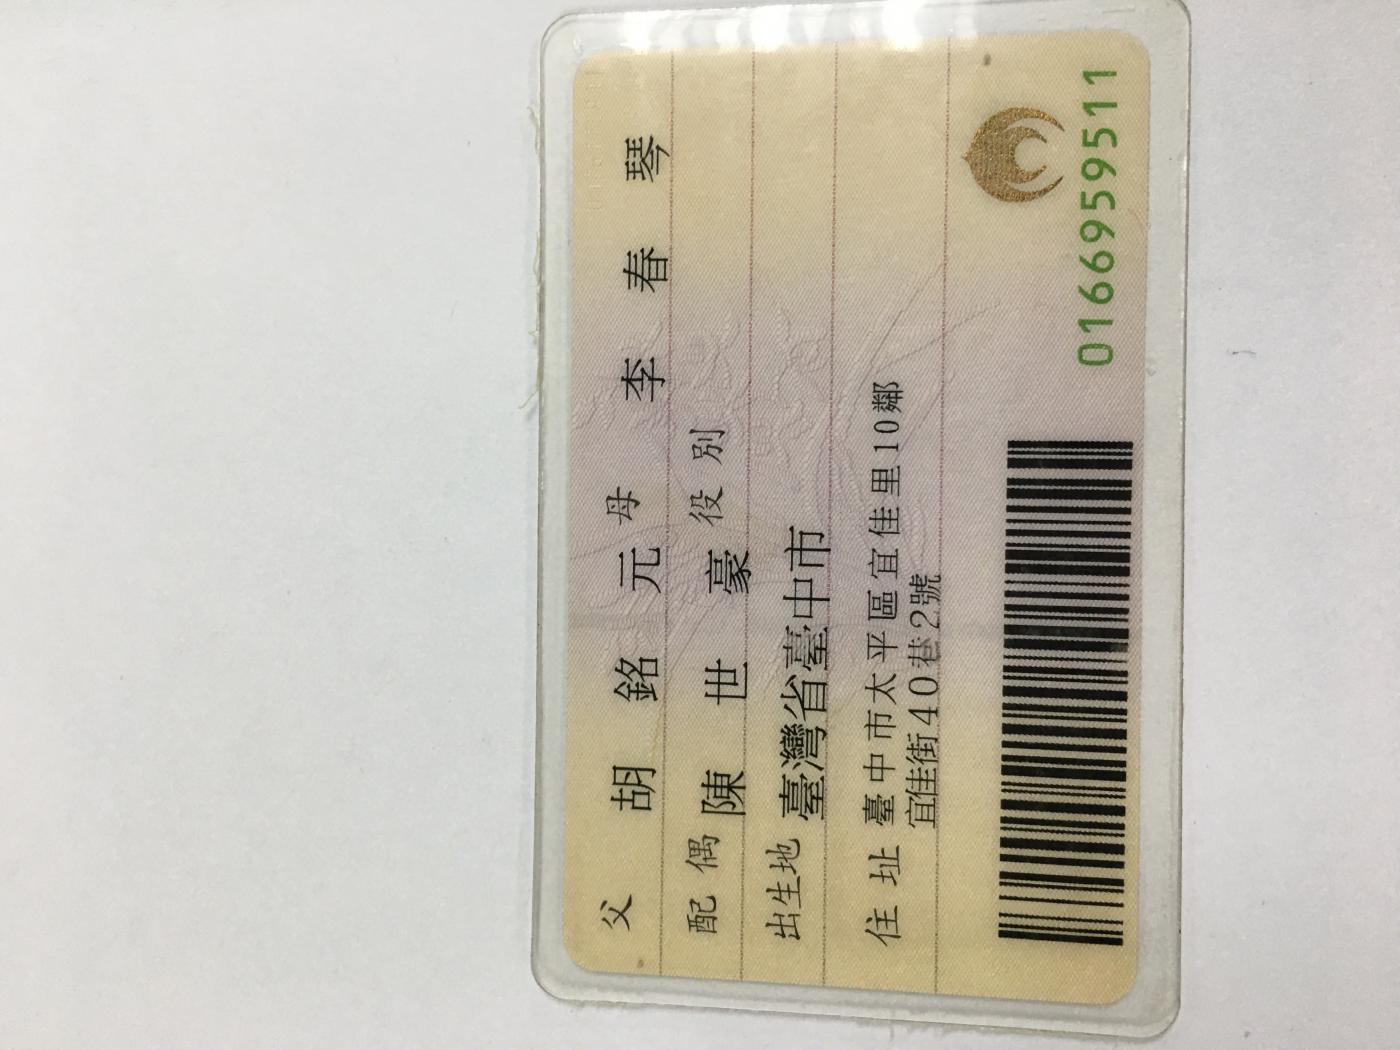 父 胡銘元 母 李春琴
配偶 陳世豪 役別
出生地 臺灣省臺中市
住址 臺中市太平區宜佳里10鄰
宜佳街40巷2號
0166959511